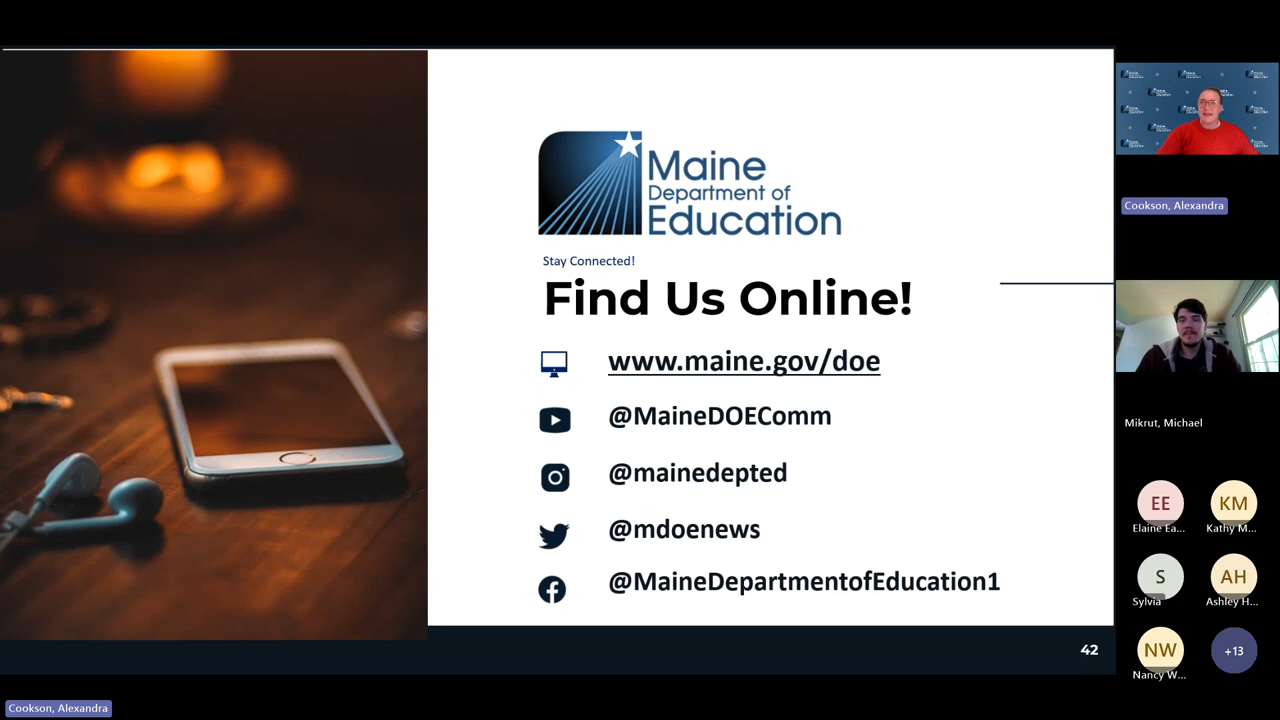 Maine
Department of
Education
Stay Connected!
Find Us Online!
www.maine.gov/doe
@MaineDOEComm
@mainedepted
@mdoenews
@MaineDepartmentofEducation1
42
Cookson, Alexandra
Mikrut, Michael
EE
KM
Elaine Ea...
Kathy M...
S
AH
Sylvia
Ashley H...
NW
+13
Nancy W...
Cookson, Alexandra